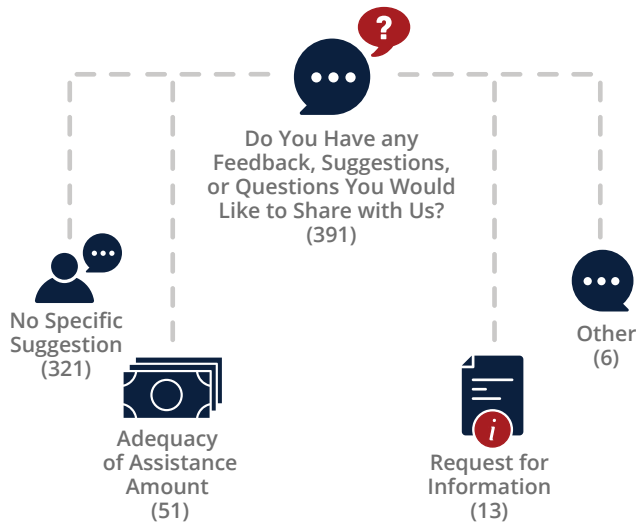 ?
Do You Have any
Feedback, Suggestions,
or Questions You Would
Like to Share with Us?
(391)
No Specific
Suggestion
(321)
Adequacy
of Assistance
Amount
(51)
i
Request for
Information
(13)
Other
(6)